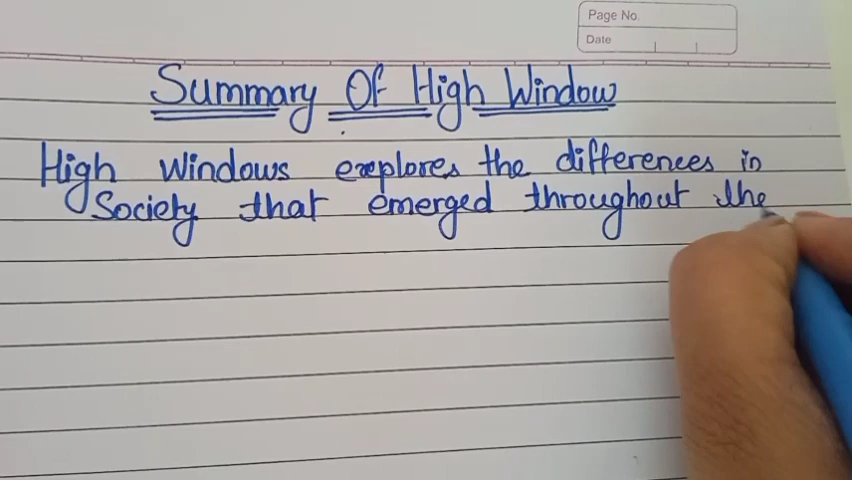 Page No.
Date
Summary Of High Window
High Windows explores the differences in
Society that emerged throughout the